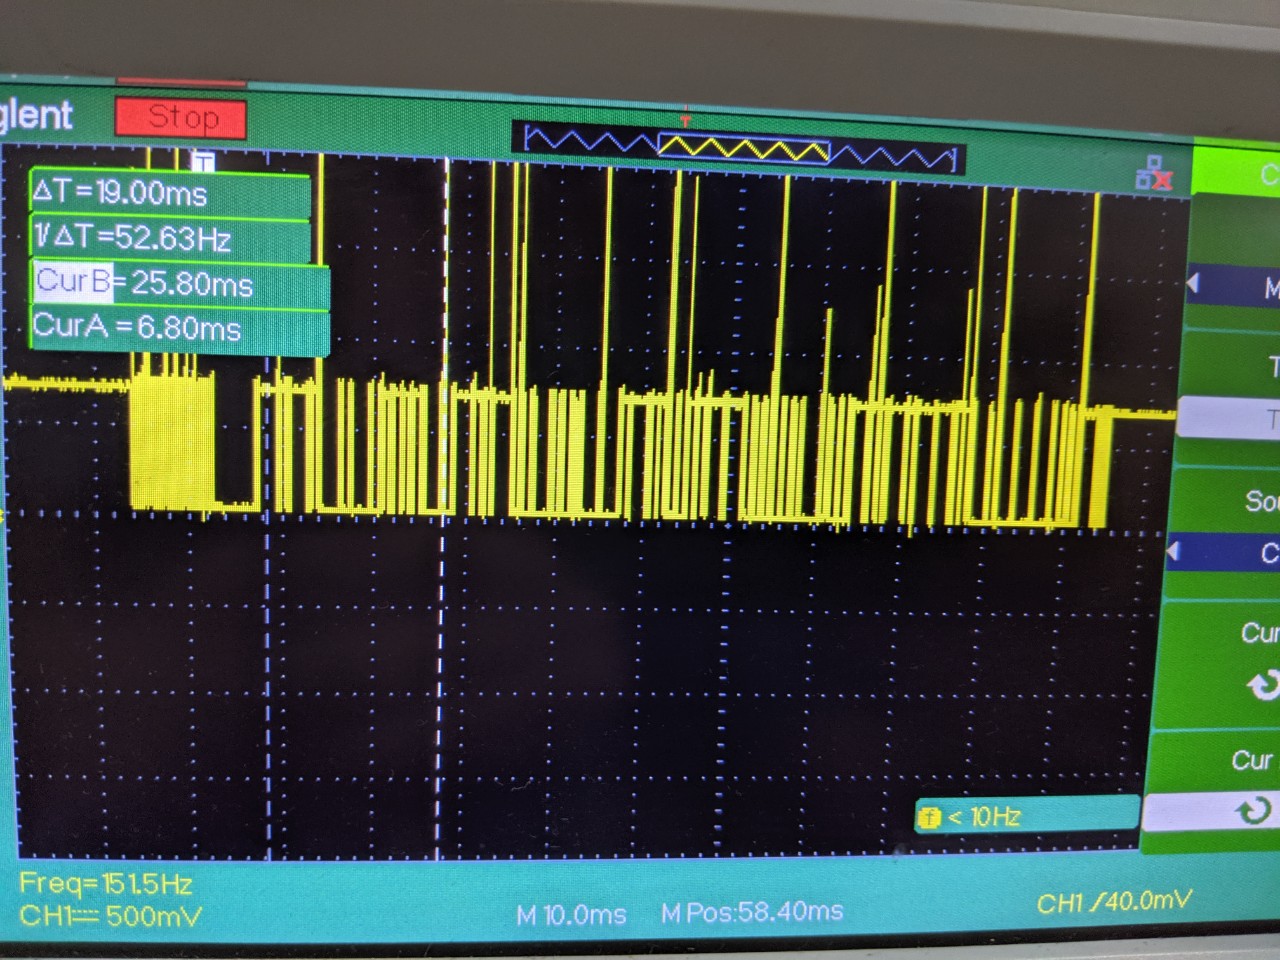 glent
Stop
T
T
ΔT=19.00ms
1/ΔT=52.63Hz
CurB=25.80ms
CurA=6.80ms
C
M
T
T
Sou
C
Cur
Cur
f < 10Hz
Freq=151.5Hz
CH1 500mV
M 10.0ms
M Pos:58.40ms
CH1 /40.0mV